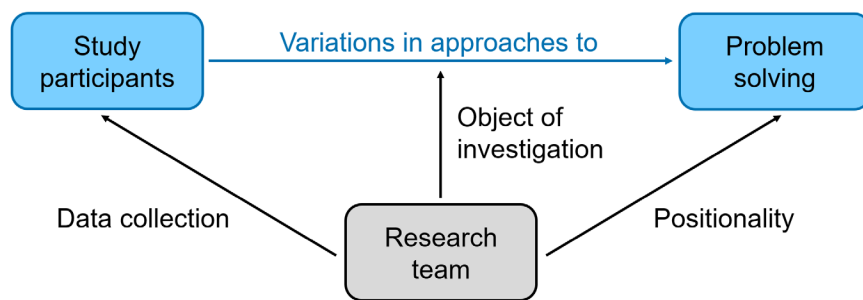 Study
participants
Variations in approaches to
Problem
solving
Object of
investigation
Data collection
Positionality
Research
team